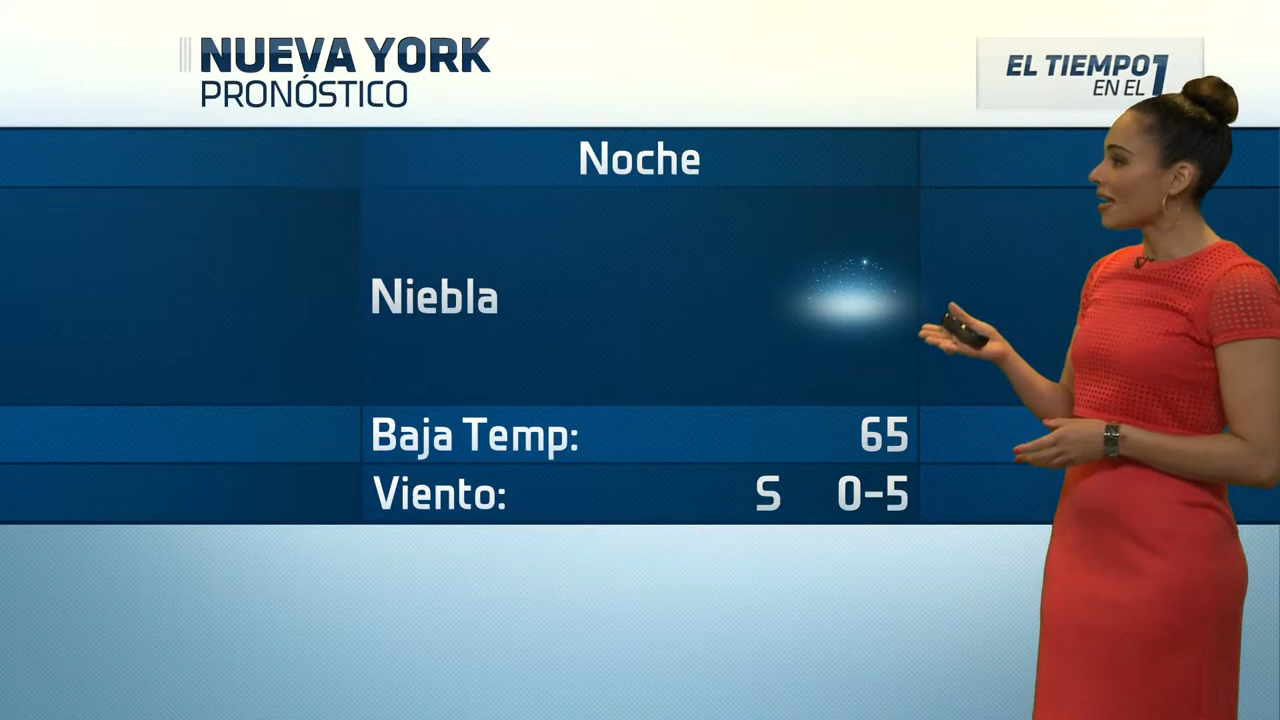 NUEVA YORK
PRONÓSTICO
EL TIEMPO
EN EL 1
Noche
Niebla
Baja Temp: 65
Viento: S 0-5